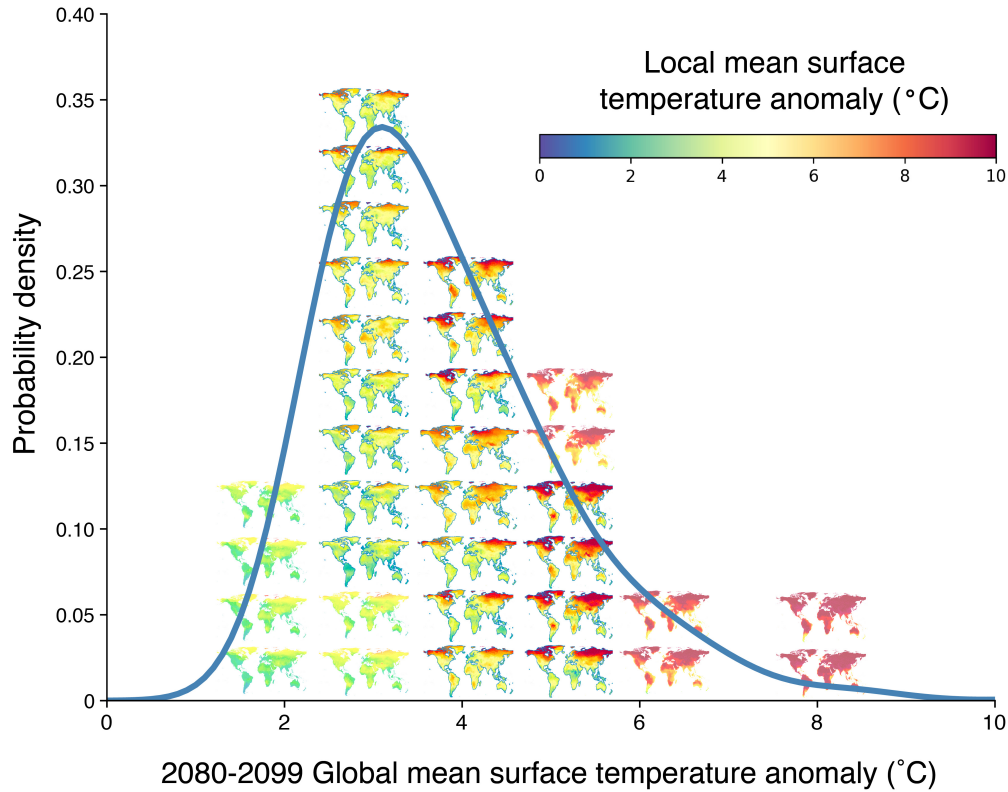 0.40
0.35
0.30
0.25
0.20
0.15
0.10
0.05
0
Probability density
Local mean surface
temperature anomaly (°C)
0 2 4 6 8 10
0 2 4 6 8 10
2080-2099 Global mean surface temperature anomaly (˚C)